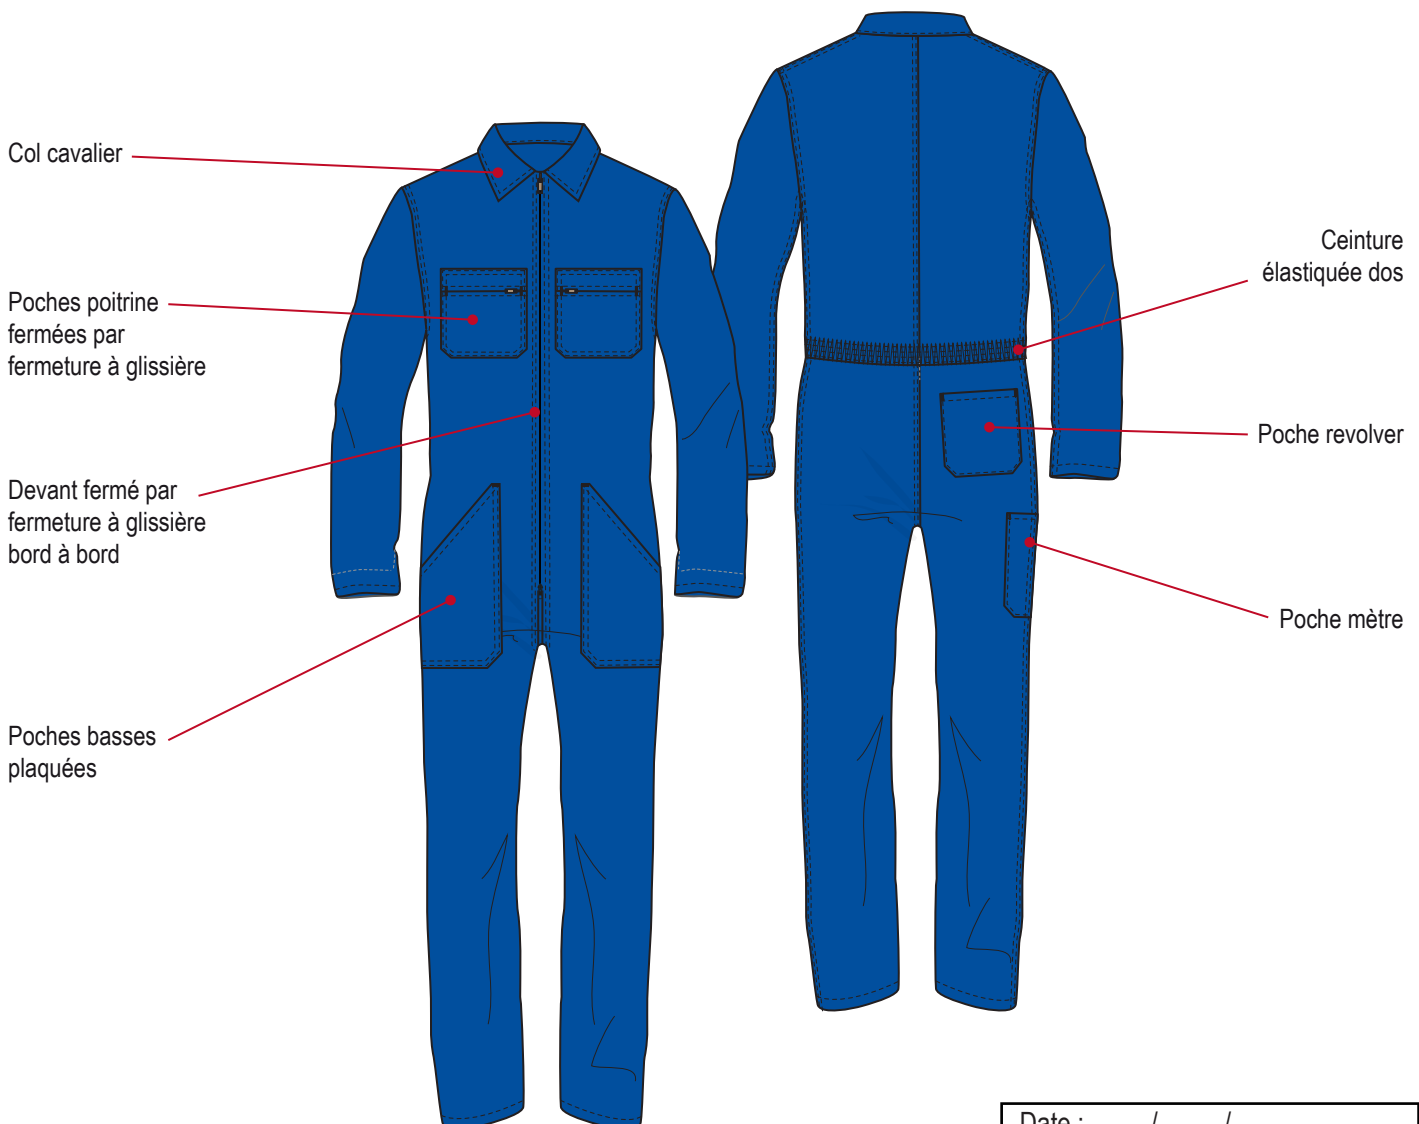 Col cavalier
Poches poitrine
fermées par
fermeture à glissière
Devant fermé par
fermeture à glissière
bord à bord
Poches basses
plaquées
Ceinture
élastiquée dos
Poche revolver
Poche mètre
Date : / /